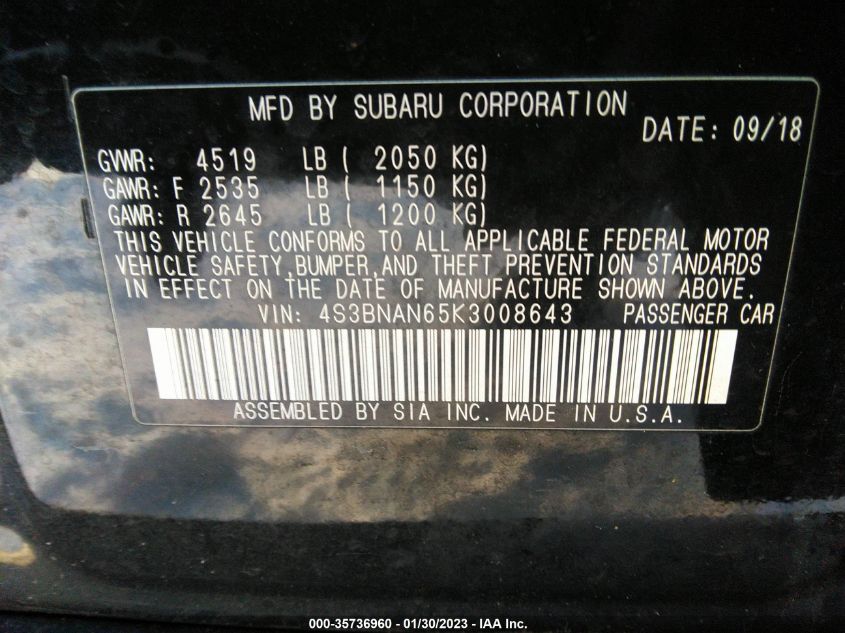 MFD BY SUBARU CORPORATION
DATE: 09/18
GVWR: 4519 LB ( 2050 KG)
GAWR: F 2535 LB ( 1150 KG)
GAWR: R 2645 LB ( 1200 KG)
THIS VEHICLE CONFORMS TO ALL APPLICABLE FEDERAL MOTOR
VEHICLE SAFETY,BUMPER,AND THEFT PREVENTION STANDARDS
IN EFFECT ON THE DATE OF MANUFACTURE SHOWN ABOVE.
VIN: 4S3BNAN65K3008643 PASSENGER CAR
ASSEMBLED BY SIA INC. MADE IN U.S.A.
000-35736960 - 01/30/2023 - IAA Inc.